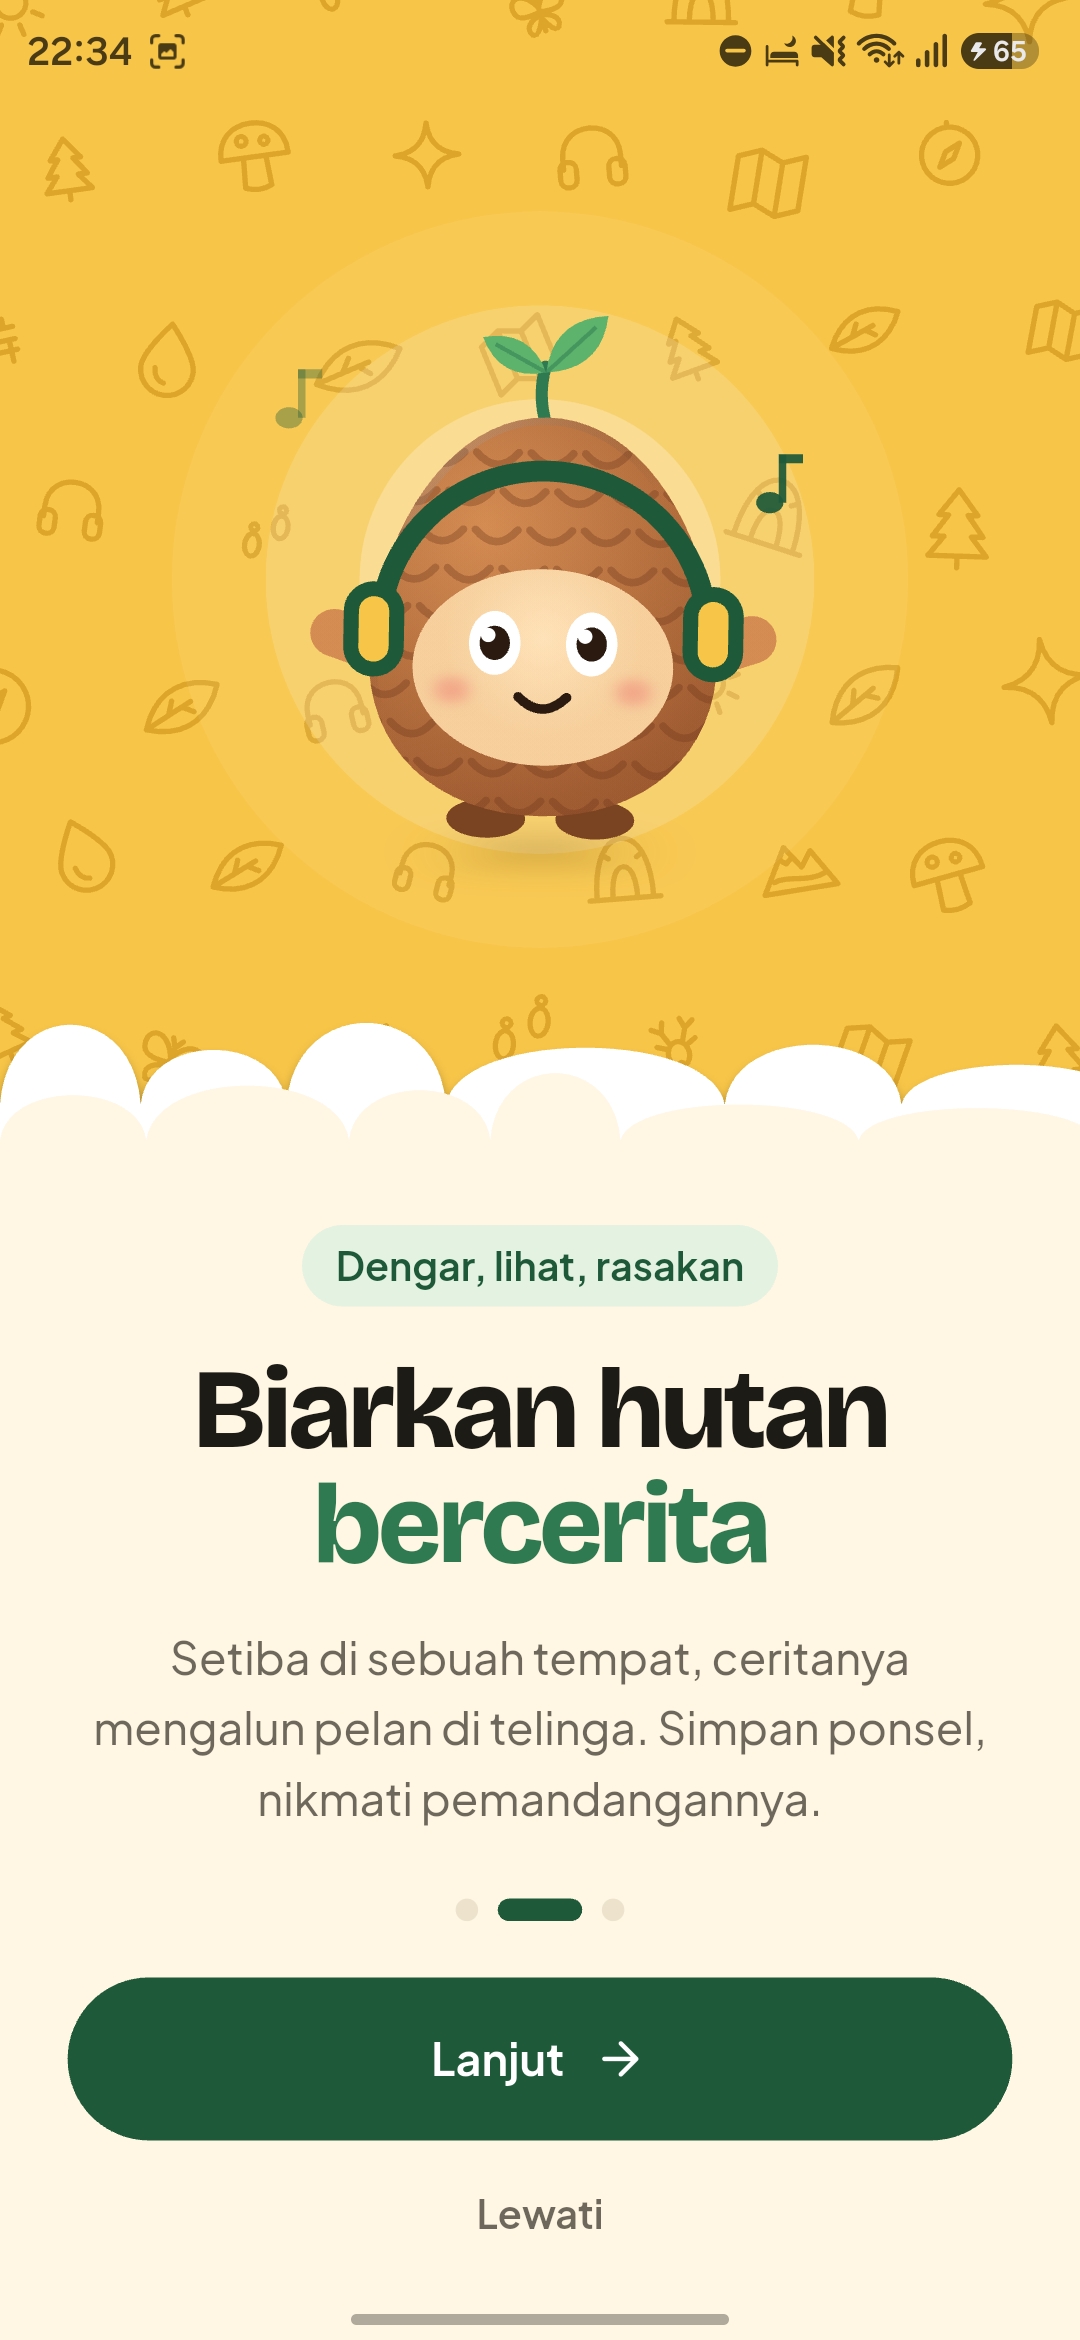 22:34
65
Dengar, lihat, rasakan
Biarkan hutan
bercerita
Setiba di sebuah tempat, ceritanya
mengalun pelan di telinga. Simpan ponsel,
nikmati pemandangannya.
Lanjut
Lewati